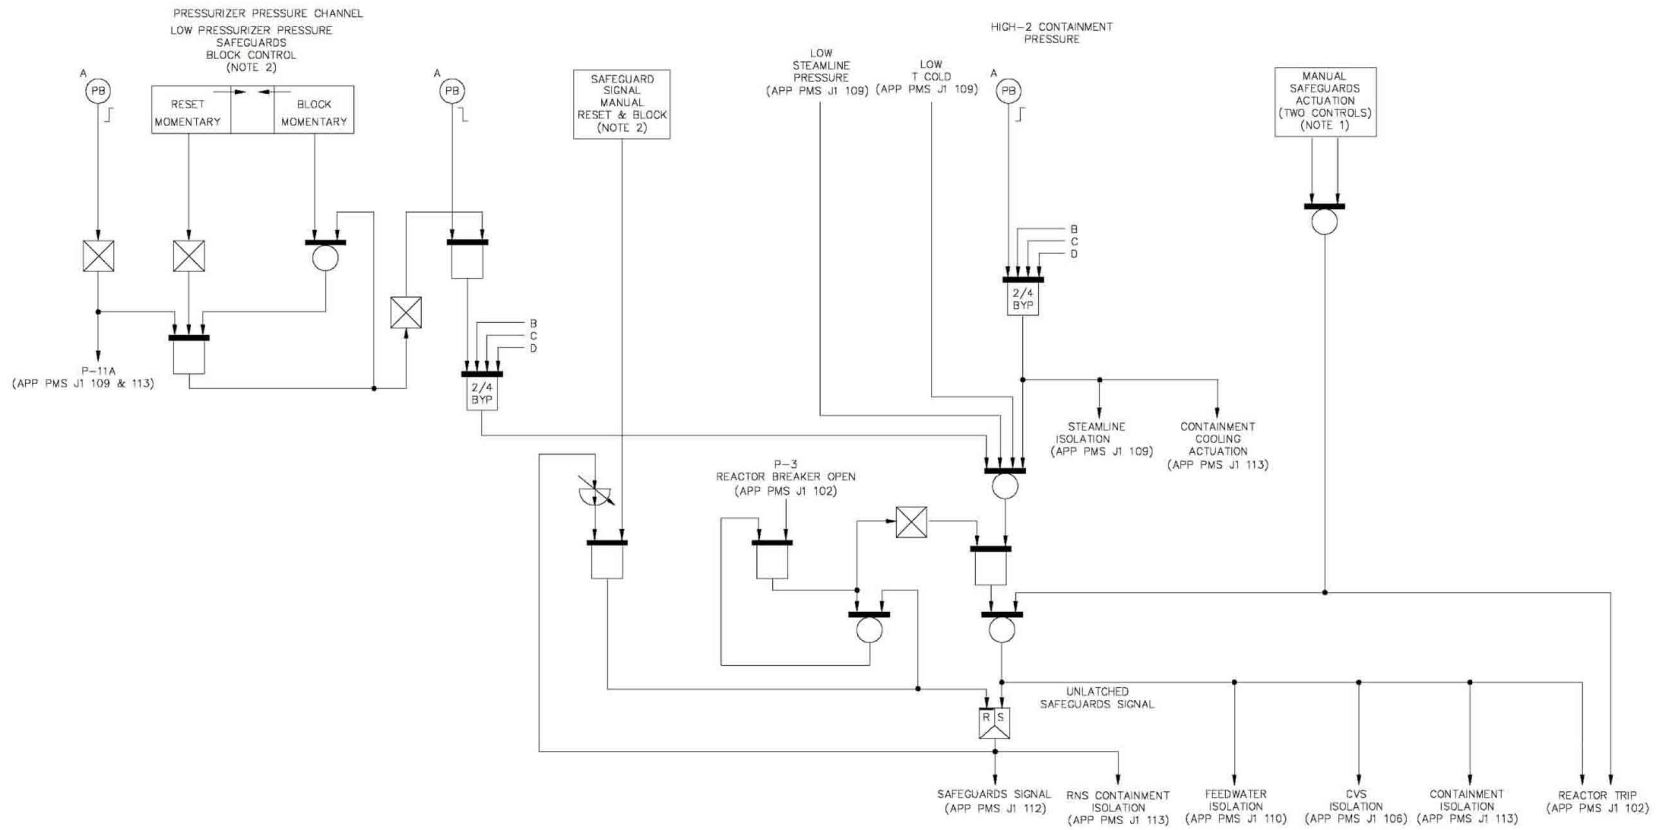 PRESSURIZER PRESSURE CHANNEL
LOW PRESSURIZER PRESSURE
SAFEGUARDS
BLOCK CONTROL
(NOTE 2)
A
PB
RESET
MOMENTARY
BLOCK
MOMENTARY
A
PB
SAFEGUARD
SIGNAL
MANUAL
RESET & BLOCK
(NOTE 2)
LOW
STEAMLINE
PRESSURE
(APP PMS J1 109)
LOW
T COLD
(APP PMS J1 109)
HIGH-2 CONTAINMENT
PRESSURE
A
PB
MANUAL
SAFEGUARDS
ACTUATION
(TWO CONTROLS)
(NOTE 1)
B
C
D
2/4
BYP
B
C
D
2/4
BYP
P-11A
(APP PMS J1 109 & 113)
STEAMLINE
ISOLATION
(APP PMS J1 109)
CONTAINMENT
COOLING
ACTUATION
(APP PMS J1 113)
P-3
REACTOR BREAKER OPEN
(APP PMS J1 102)
UNLATCHED
SAFEGUARDS SIGNAL
R S
SAFEGUARDS SIGNAL
(APP PMS J1 112)
RNS CONTAINMENT
ISOLATION
(APP PMS J1 113)
FEEDWATER
ISOLATION
(APP PMS J1 110)
CVS
ISOLATION
(APP PMS J1 106)
CONTAINMENT
ISOLATION
(APP PMS J1 113)
REACTOR TRIP
(APP PMS J1 102)